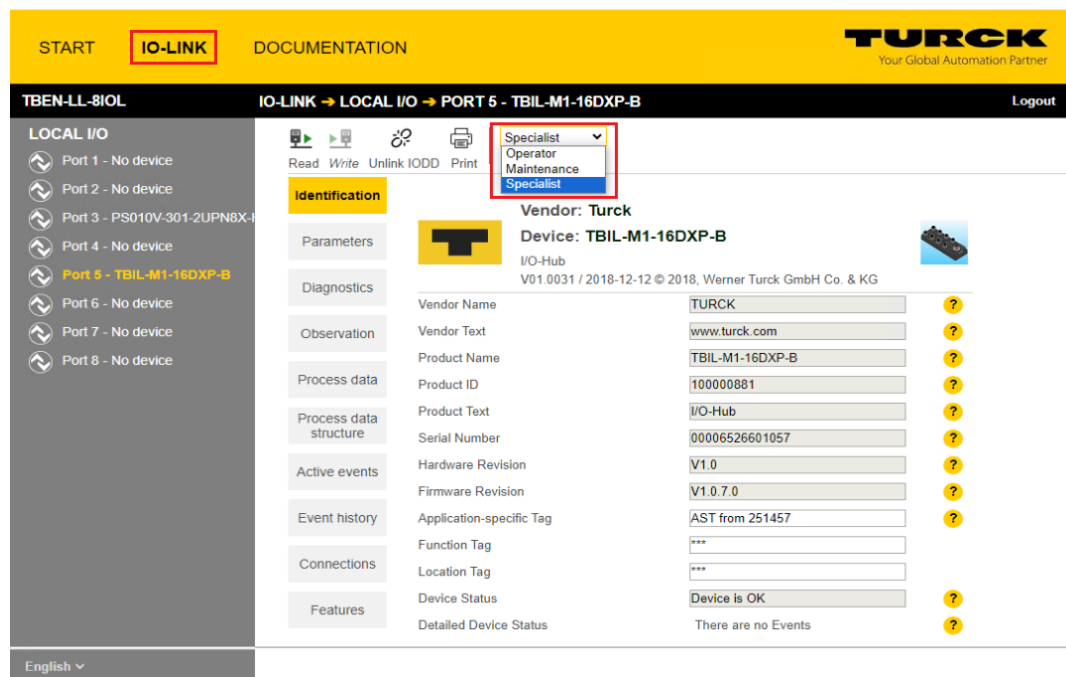 START IO-LINK DOCUMENTATION
TURCK
Your Global Automation Partner
TBEN-LL-8IOL
IO-LINK ➔ LOCAL I/O ➔ PORT 5 - TBIL-M1-16DXP-B
Logout
LOCAL I/O
Port 1 - No device
Port 2 - No device
Port 3 - PS010V-301-2UPN8X-
Port 4 - No device
Port 5 - TBIL-M1-16DXP-B
Port 6 - No device
Port 7 - No device
Port 8 - No device
English
Read Write Unlink IODD Print
Specialist
Operator
Maintenance
Specialist
Identification
Parameters
Diagnostics
Observation
Process data
Process data
structure
Active events
Event history
Connections
Features
Vendor: Turck
Device: TBIL-M1-16DXP-B
I/O-Hub
V01.0031 / 2018-12-12 © 2018, Werner Turck GmbH Co. & KG
Vendor Name TURCK ?
Vendor Text www.turck.com ?
Product Name TBIL-M1-16DXP-B ?
Product ID 100000881 ?
Product Text I/O-Hub ?
Serial Number 00006526601057 ?
Hardware Revision V1.0 ?
Firmware Revision V1.0.7.0 ?
Application-specific Tag AST from 251457 ?
Function Tag ***
Location Tag ***
Device Status Device is OK ?
Detailed Device Status There are no Events ?